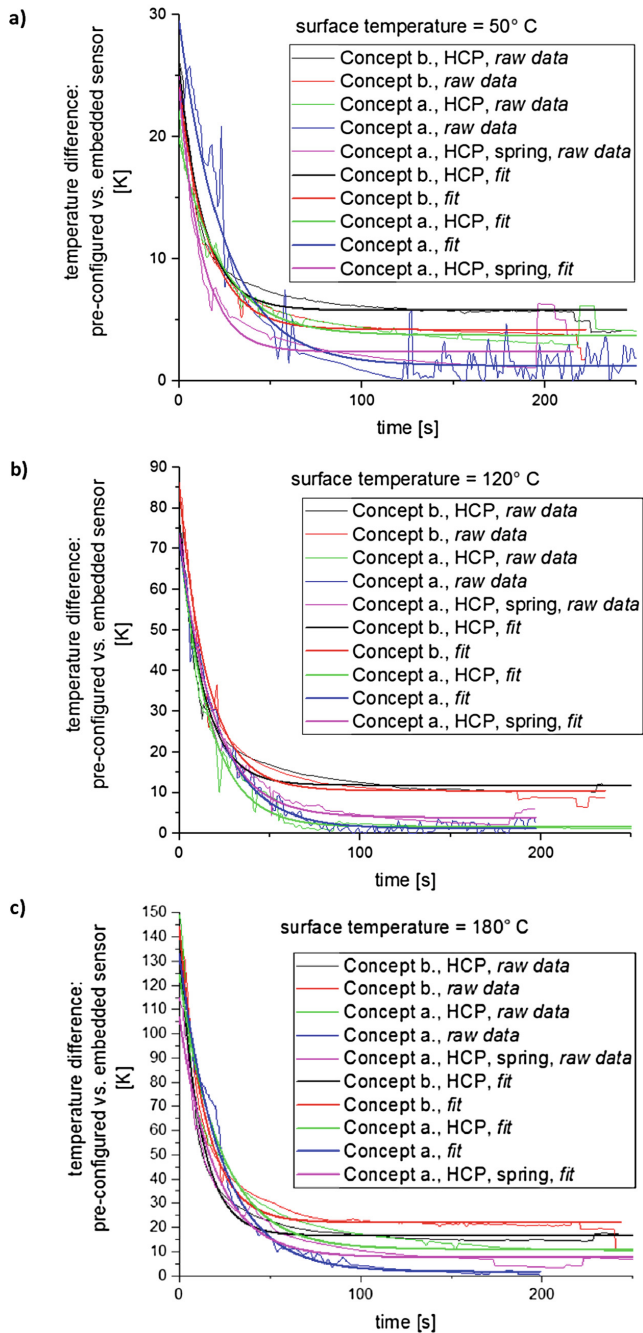 a)
surface temperature = 50° C
Concept b., HCP, raw data
Concept b., raw data
Concept a., HCP, raw data
Concept a., raw data
Concept a., HCP, spring, raw data
Concept b., HCP, fit
Concept b., fit
Concept a., HCP, fit
Concept a., fit
Concept a., HCP, spring, fit
temperature difference:
pre-configured vs. embedded sensor
[K]
30
20
10
0
0
100
200
time [s]
b)
surface temperature = 120° C
Concept b., HCP, raw data
Concept b., raw data
Concept a., HCP, raw data
Concept a., raw data
Concept a., HCP, spring, raw data
Concept b., HCP, fit
Concept b., fit
Concept a., HCP, fit
Concept a., fit
Concept a., HCP, spring, fit
temperature difference:
pre-configured vs. embedded sensor
[K]
90
80
70
60
50
40
30
20
10
0
0
100
200
time [s]
c)
surface temperature = 180° C
Concept b., HCP, raw data
Concept b., raw data
Concept a., HCP, raw data
Concept a., raw data
Concept a., HCP, spring, raw data
Concept b., HCP, fit
Concept b., fit
Concept a., HCP, fit
Concept a., fit
Concept a., HCP, spring, fit
temperature difference:
pre-configured vs. embedded sensor
[K]
150
140
130
120
110
100
90
80
70
60
50
40
30
20
10
0
0
100
200
time [s]